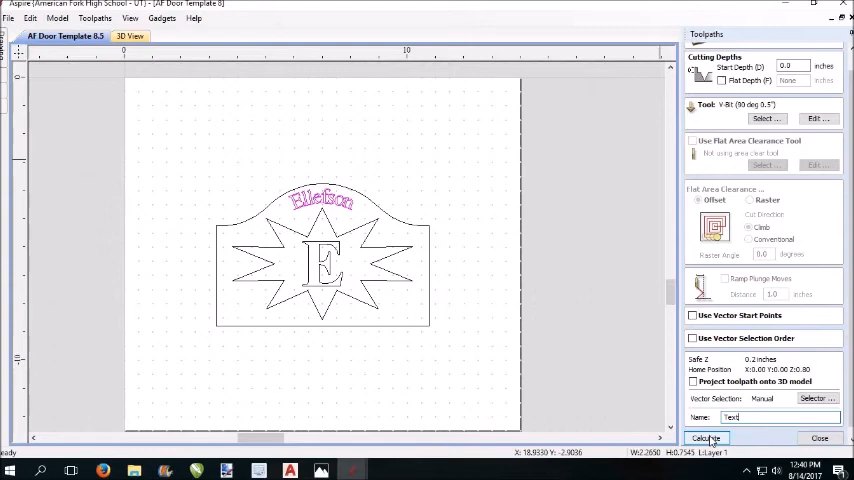 Aspire (American Fork High School - UT) - [AF Door Template 8]
File Edit Model Toolpaths View Gadgets Help
AF Door Template 8.5 3D View
0 10
0
Ellefson
E
Toolpaths
Cutting Depths
Start Depth (D) 0.0 inches
Flat Depth (F) None inches
Tool: V-Bit (90 deg 0.5")
Select ... Edit ...
Use Flat Area Clearance Tool
Not using area clear tool
Select ... Edit ...
Flat Area Clearance ...
Offset Raster
Cut Direction
Climb
Conventional
Raster Angle 0.0 degrees
Ramp Plunge Moves
Distance 1.0 inches
Use Vector Start Points
Use Vector Selection Order
Safe Z 0.2 inches
Home Position X:0.00 Y:0.00 Z:0.80
Project toolpath onto 3D model
Vector Selection: Manual Selector ...
Name: Text
Calculate Close
Ready X: 18.9330 Y: -2.9036 W:2.2650 H:0.7545 L:Layer 1
12:40 PM
8/14/2017